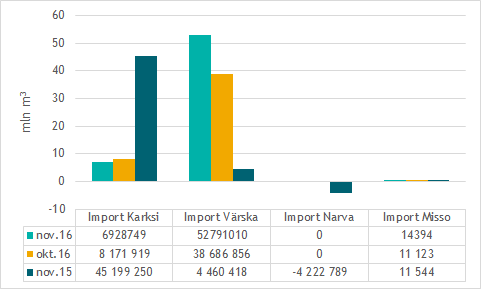 60
50
40
30
20
10
0
-10
mln m³
Import Karksi Import Värska Import Narva Import Misso
nov.16 6928749 52791010 0 14394
okt.16 8 171 919 38 686 856 0 11 123
nov.15 45 199 250 4 460 418 -4 222 789 11 544